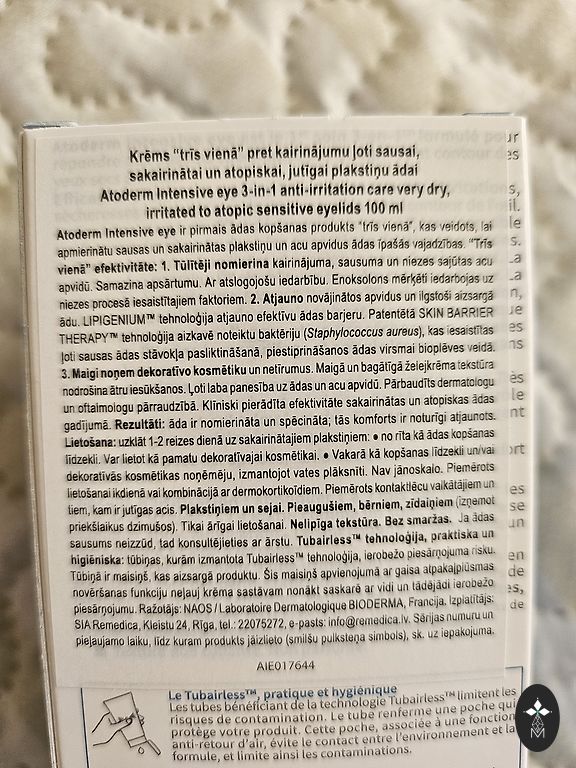 Krēms “trīs vienā” pret kairinājumu ļoti sausai,
sakairinātai un atopiskai, jutīgai plakstiņu ādai
Atoderm Intensive eye 3-in-1 anti-irritation care very dry,
irritated to atopic sensitive eyelids 100 ml
Atoderm Intensive eye ir pirmais ādas kopšanas produkts “trīs vienā”, kas veidots, lai
apmierinātu sausas un sakairinātas plakstiņu un acu apvidus ādas īpašās vajadzības. “Trīs
vienā” efektivitāte: 1. Tūlītēji nomierina kairinājuma, sausuma un niezes sajūtas acu
apvidū. Samazina apsārtumu. Ar atslogojošu iedarbību. Enoksolons mērķēti iedarbojas uz
niezes procesā iesaistītajiem faktoriem. 2. Atjauno novājinātos apvidus un ilgstoši aizsargā
ādu. LIPIGENIUM™ tehnoloģija atjauno efektīvu ādas barjeru. Patentētā SKIN BARRIER
THERAPY™ tehnoloģija aizkavē noteiktu baktēriju (Staphylococcus aureus), kas iesaistītas
ļoti sausas ādas stāvokļa pasliktināšanā, piestiprināšanos ādas virsmai bioplēves veidā.
3. Maigi noņem dekoratīvo kosmētiku un netīrumus. Maigā un bagātīgā želejkrēma tekstūra
nodrošina ātru iesūkšanos. Ļoti laba panesība uz ādas un acu apvidū. Pārbaudīts dermatologu
un oftalmologu pārraudzībā. Klīniski pierādīta efektivitāte sakairinātas un atopiskas ādas
gadījumā. Rezultāti: āda ir nomierināta un spēcināta; tās komforts ir noturīgi atjaunots.
Lietošana: uzklāt 1-2 reizes dienā uz sakairinātajiem plakstiņiem: • no rīta kā ādas kopšanas
līdzekli. Var lietot kā pamatu dekoratīvajai kosmētikai. • Vakarā kā kopšanas līdzekli un/vai
dekoratīvās kosmētikas noņēmēju, izmantojot vates plāksnīti. Nav jānoskalo. Piemērots
lietošanai ikdienā vai kombinācijā ar dermokortikoīdiem. Piemērots kontaktlēcu valkātājiem un
tiem, kam ir jutīgas acis. Plakstiņiem un sejai. Pieaugušiem, bērniem, zīdaiņiem (izņemot
priekšlaikus dzimušos). Tikai ārīgai lietošanai. Nelipīga tekstūra. Bez smaržas. Ja ādas
sausums neizzūd, tad konsultējieties ar ārstu. Tubairless™ tehnoloģija, praktiska un
higiēniska: tūbiņas, kurām izmantota Tubairless™ tehnoloģija, ierobežo piesārņojuma risku.
Tūbiņā ir maisiņš, kas aizsargā produktu. Šis maisiņš apvienojumā ar gaisa atpakaļplūsmas
novēršanas funkciju neļauj krēma sastāvam nonākt saskarē ar vidi un tādējādi ierobežo
piesārņojumu. Ražotājs: NAOS / Laboratoire Dermatologique BIODERMA, Francija. Izplatītājs:
SIA Remedica, Kleistu 24, Rīga, tel.: 22075272, e-pasts: info@remedica.lv. Sērijas numuru un
pieļaujamo laiku, līdz kuram produkts jāizlieto (smilšu pulksteņa simbols), sk. uz iepakojuma.
AIE017644
Le Tubairless™, pratique et hygiénique
Les tubes bénéficiant de la technologie Tubairless™ limitent les
risques de contamination. Le tube renferme une poche qui
protège votre produit. Cette poche, associée à une fonction
anti-retour d'air, évite le contact entre l'environnement et la
formule, et limite ainsi les contaminations.